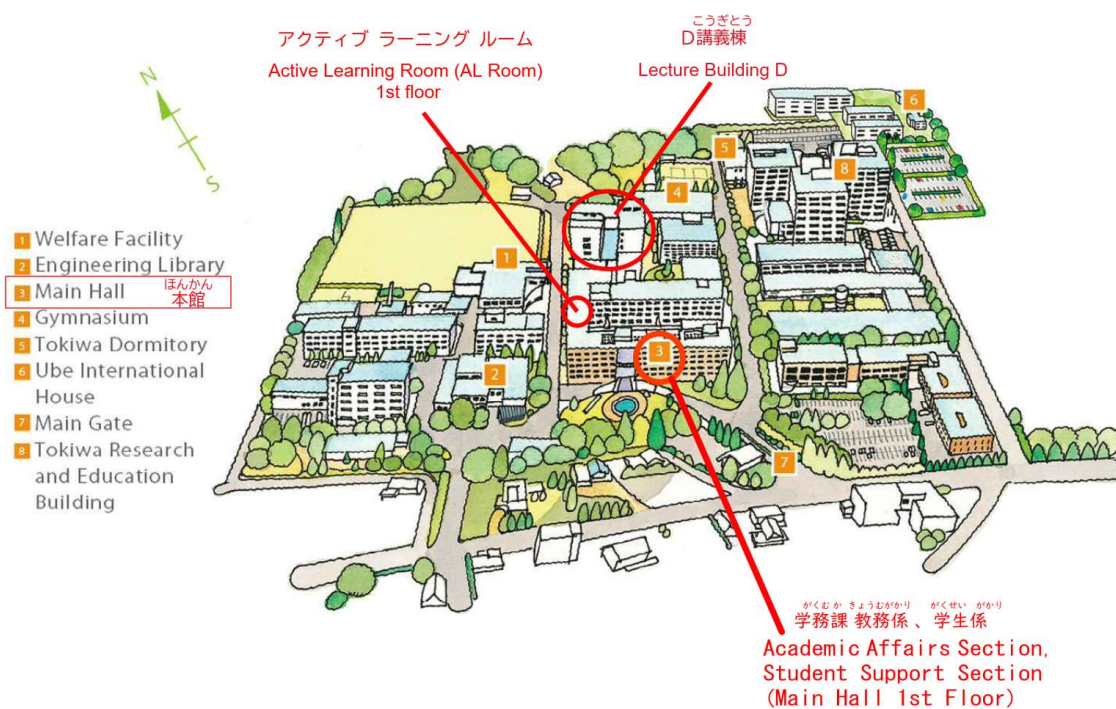 アクティブ ラーニング ルーム
Active Learning Room (AL Room)
1st floor
こうぎとう
D講義棟
Lecture Building D
N
S
1 Welfare Facility
2 Engineering Library
3 Main Hall ほんかん 本館
4 Gymnasium
5 Tokiwa Dormitory
6 Ube International
House
7 Main Gate
8 Tokiwa Research
and Education
Building
6
5
8
4
1
3
2
7
がくむか きょうむがかり がくせい がかり
学務課 教務係、学生係
Academic Affairs Section,
Student Support Section
(Main Hall 1st Floor)